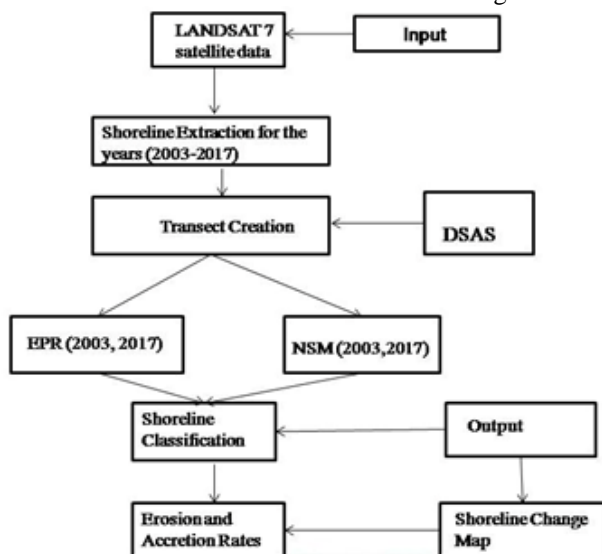 LANDSAT 7
satellite data
Input
Shoreline Extraction for the
years (2003-2017)
Transect Creation
DSAS
EPR (2003, 2017)
NSM (2003,2017)
Shoreline
Classification
Output
Erosion and
Accretion Rates
Shoreline Change
Map